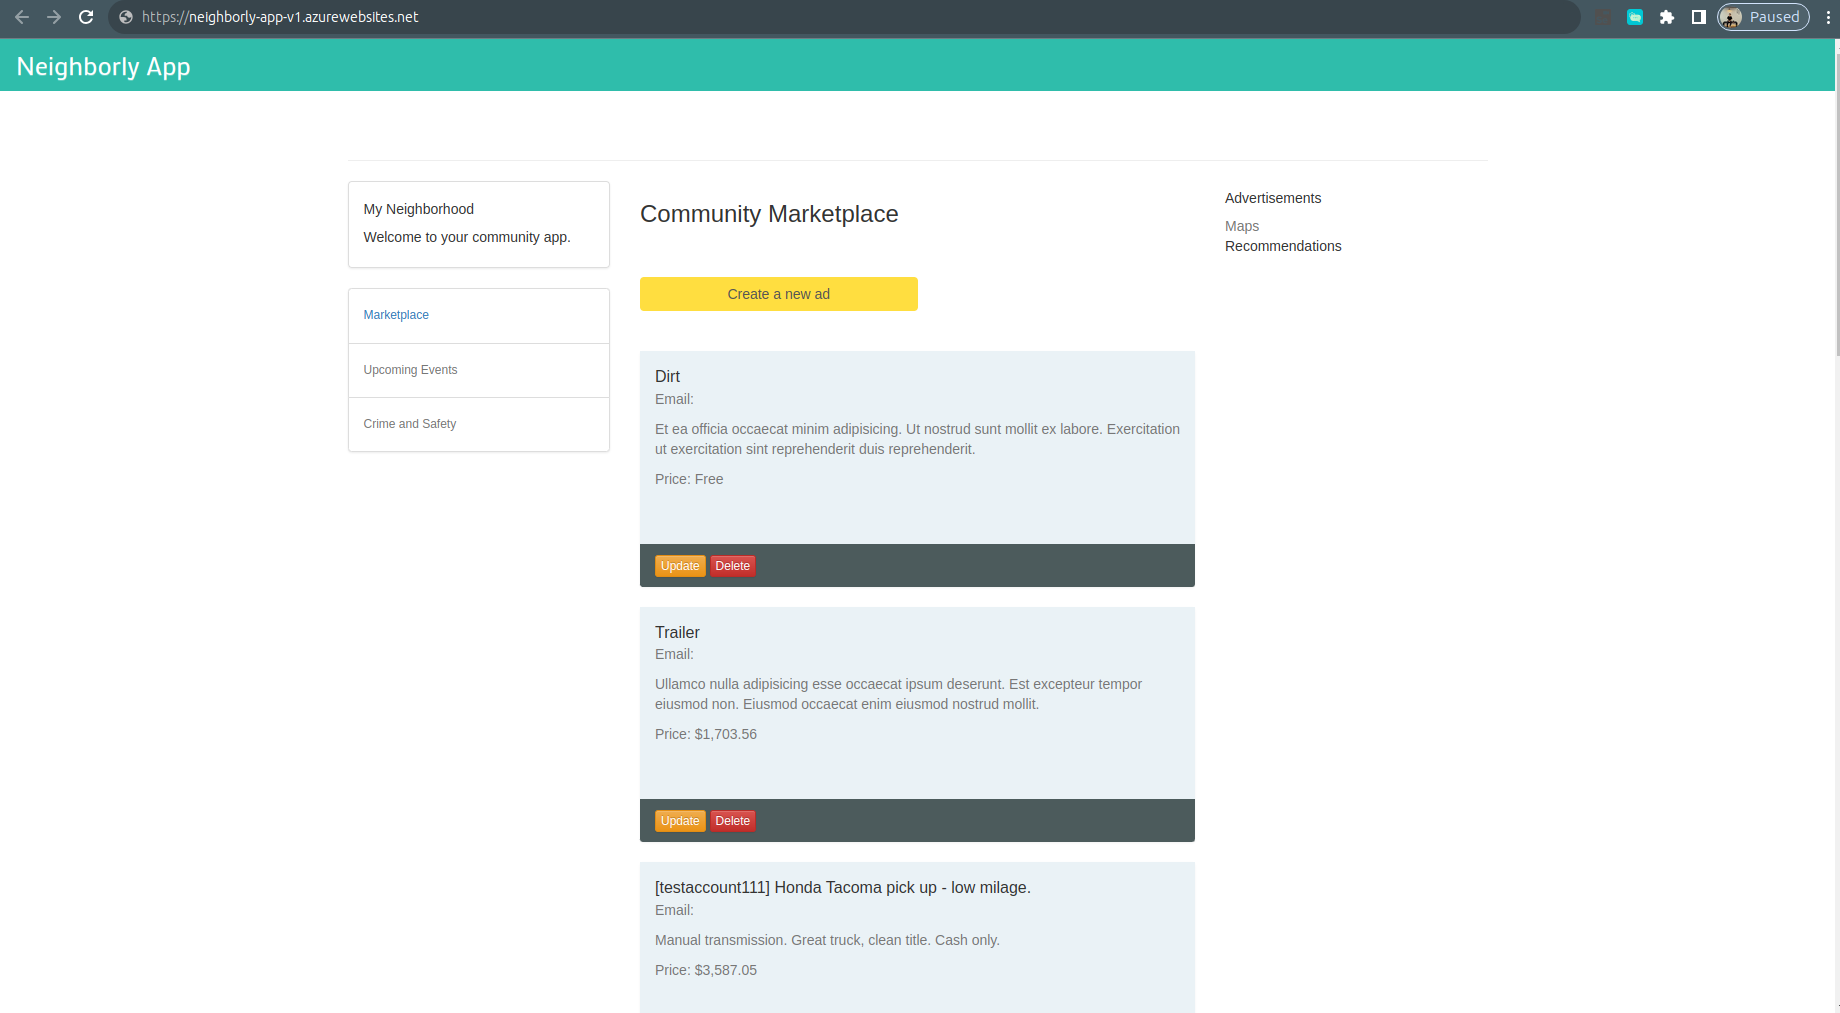 https://neighborly-app-v1.azurewebsites.net
Paused
Neighborly App
My Neighborhood
Welcome to your community app.
Marketplace
Upcoming Events
Crime and Safety
Community Marketplace
Create a new ad
Dirt
Email:
Et ea officia occaecat minim adipisicing. Ut nostrud sunt mollit ex labore. Exercitation
ut exercitation sint reprehenderit duis reprehenderit.
Price: Free
Update Delete
Trailer
Email:
Ullamco nulla adipisicing esse occaecat ipsum deserunt. Est excepteur tempor
eiusmod non. Eiusmod occaecat enim eiusmod nostrud mollit.
Price: $1,703.56
Update Delete
[testaccount111] Honda Tacoma pick up - low milage.
Email:
Manual transmission. Great truck, clean title. Cash only.
Price: $3,587.05
Advertisements
Maps
Recommendations